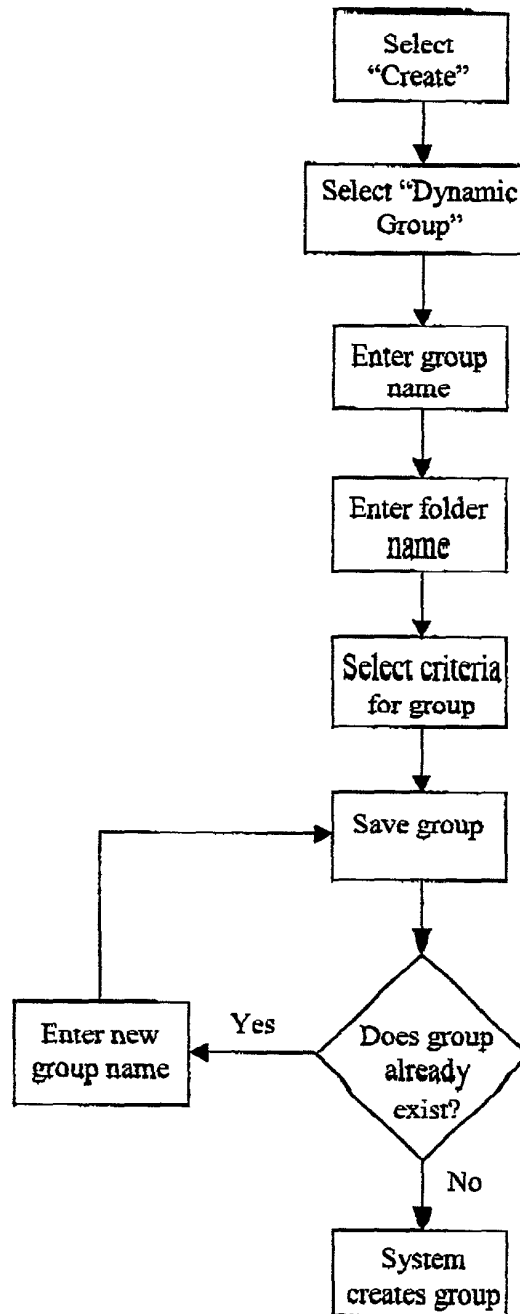 Select
“Create”
Select “Dynamic
Group”
Enter group
name
Enter folder
name
Select criteria
for group
Save group
Does group
already
exist?
Yes
Enter new
group name
No
System
creates group